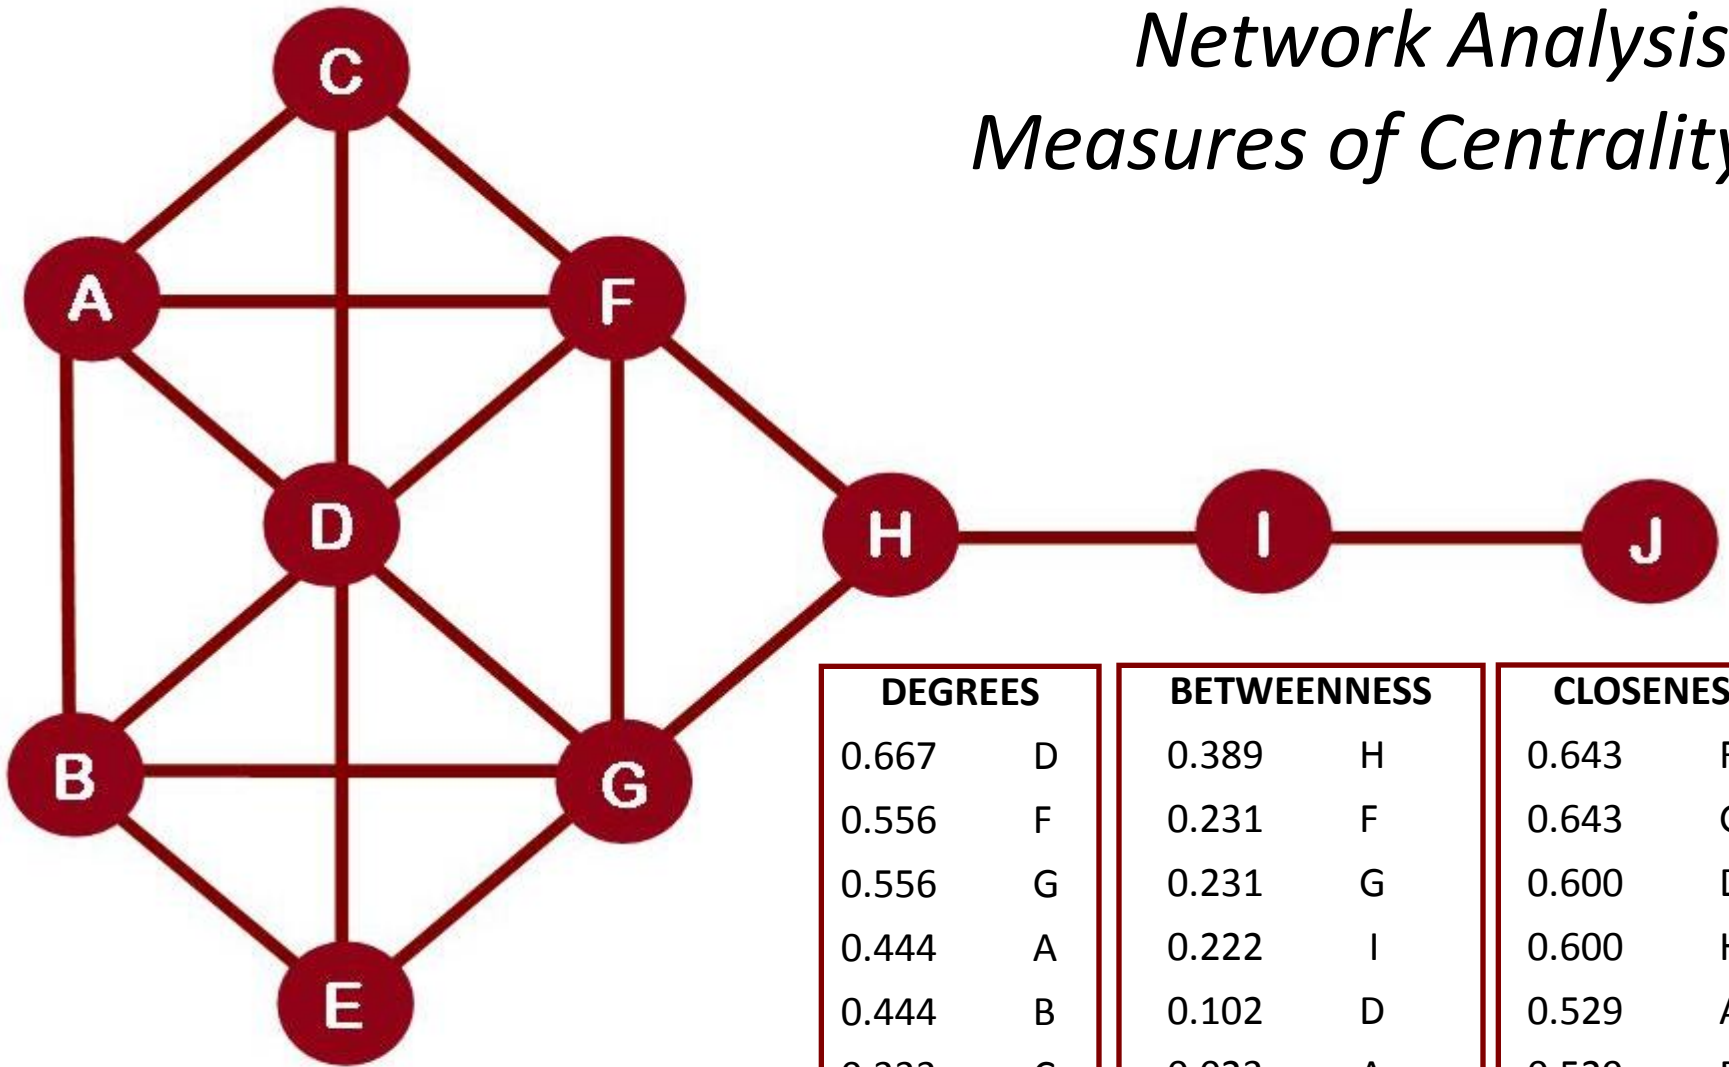 C
Network Analysis
Measures of Centrality
A
F
D
H
I
J
B
G
E
DEGREES
0.667 D
0.556 F
0.556 G
0.444 A
0.444 B
BETWEENNESS
0.389 H
0.231 F
0.231 G
0.222 I
0.102 D
0.643
0.643
0.600
0.600
0.529